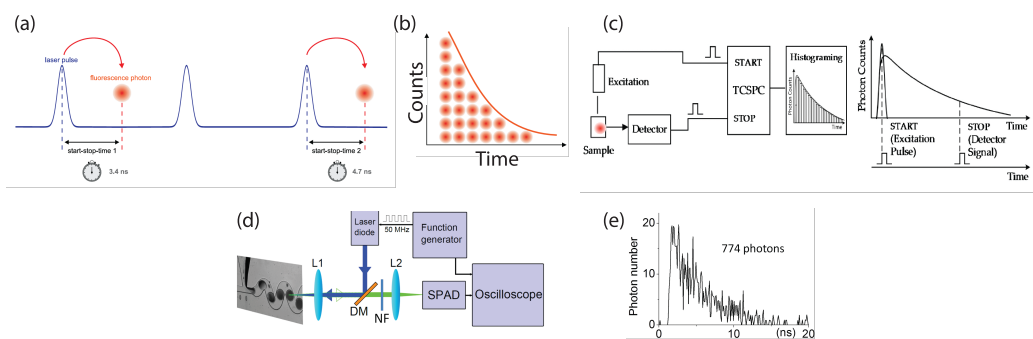 (a)
laser pulse
fluorescence photon
start-stop-time 1
3.4 ns
start-stop-time 2
4.7 ns
(b)
Counts
Time
(c)
Excitation
Sample
Detector
START
TCSPC
STOP
Histograming
Photon Counts
Time
Photon Counts
Time
START
(Excitation
Pulse)
STOP
(Detector
Signal)
Time
(d)
L1
Laser
diode
50 MHz
Function
generator
L2
DM
NF
SPAD
Oscilloscope
(e)
Photon number
20
10
0
774 photons
0
10
(ns)
20